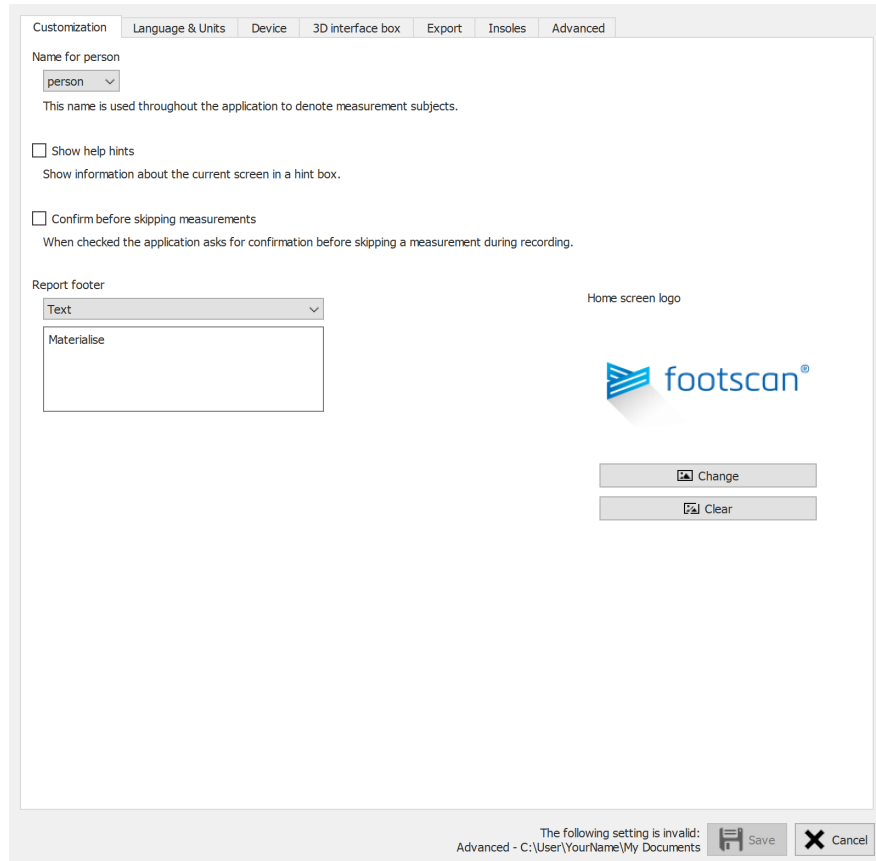 Customization Language & Units Device 3D interface box Export Insoles Advanced
Name for person
person
This name is used throughout the application to denote measurement subjects.
Show help hints
Show information about the current screen in a hint box.
Confirm before skipping measurements
When checked the application asks for confirmation before skipping a measurement during recording.
Report footer
Home screen logo
Text
Materialise
footscan®
Change
Clear
The following setting is invalid:
Advanced - C:\User\YourName\My Documents
Save
Cancel